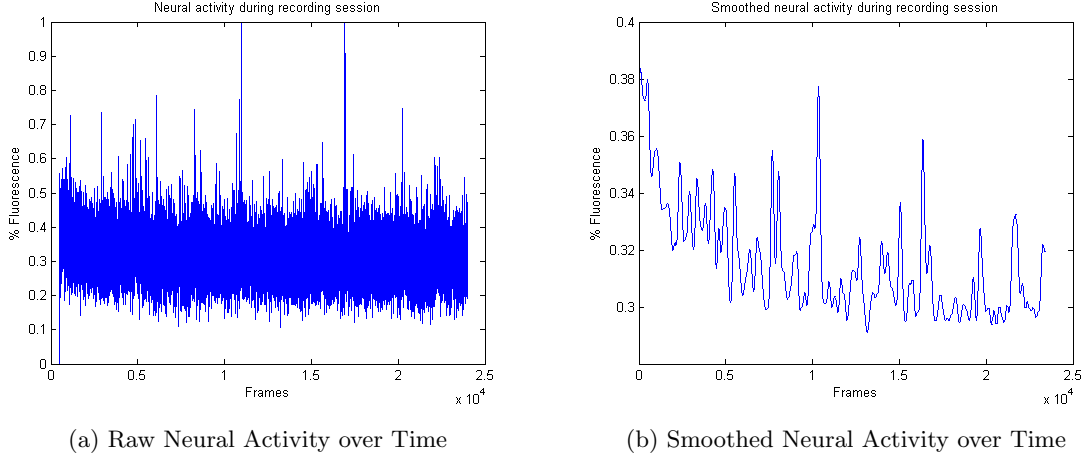 Neural activity during recording session
1
0.9
0.8
0.7
0.6
0.5
0.4
0.3
0.2
0.1
0
% Fluorescence
0 0.5 1 1.5 2 2.5
Frames
x 10^4
(a) Raw Neural Activity over Time
Smoothed neural activity during recording session
0.4
0.38
0.36
0.34
0.32
0.3
% Fluorescence
0 0.5 1 1.5 2 2.5
Frames
x 10^4
(b) Smoothed Neural Activity over Time